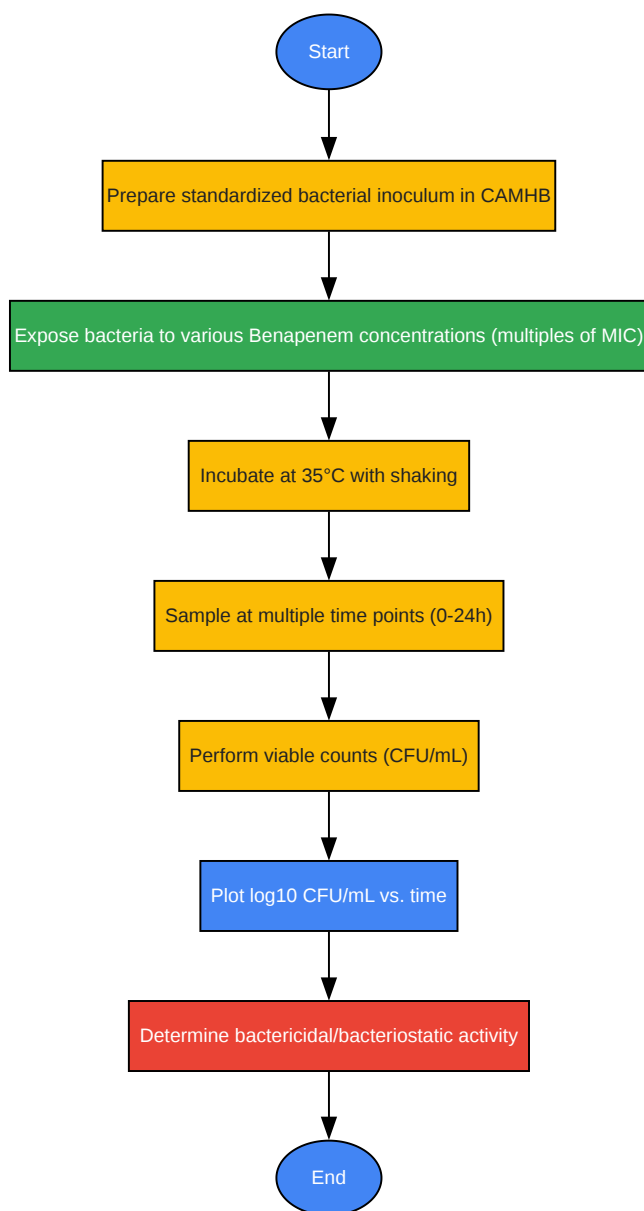 Start
Prepare standardized bacterial inoculum in CAMHB
Expose bacteria to various Benapenem concentrations (multiples of MIC)
Incubate at 35°C with shaking
Sample at multiple time points (0-24h)
Perform viable counts (CFU/mL)
Plot log10 CFU/mL vs. time
Determine bactericidal/bacteriostatic activity
End